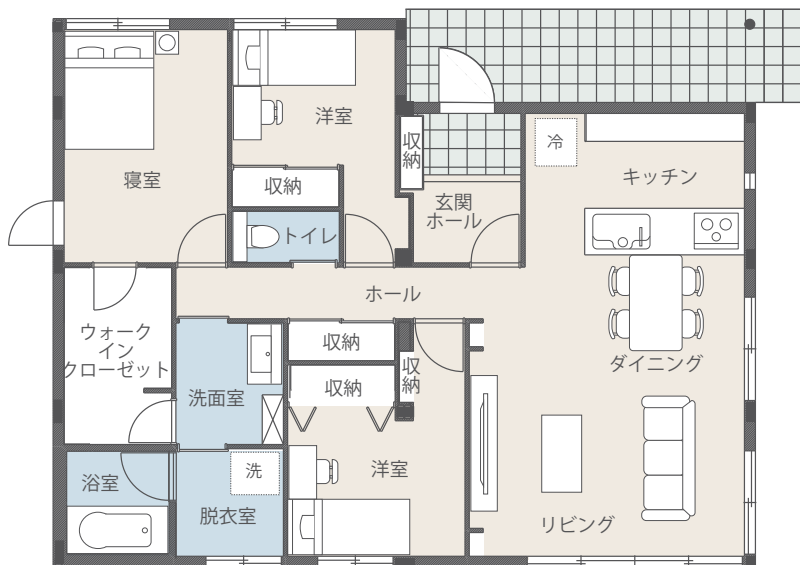 寝室
洋室
収納
トイレ
収納
玄関
ホール
冷
キッチン
ホール
ウォーク
イン
クローゼット
洗面室
収納
収納
収納
ダイニング
浴室
脱衣室
洗
洋室
リビング